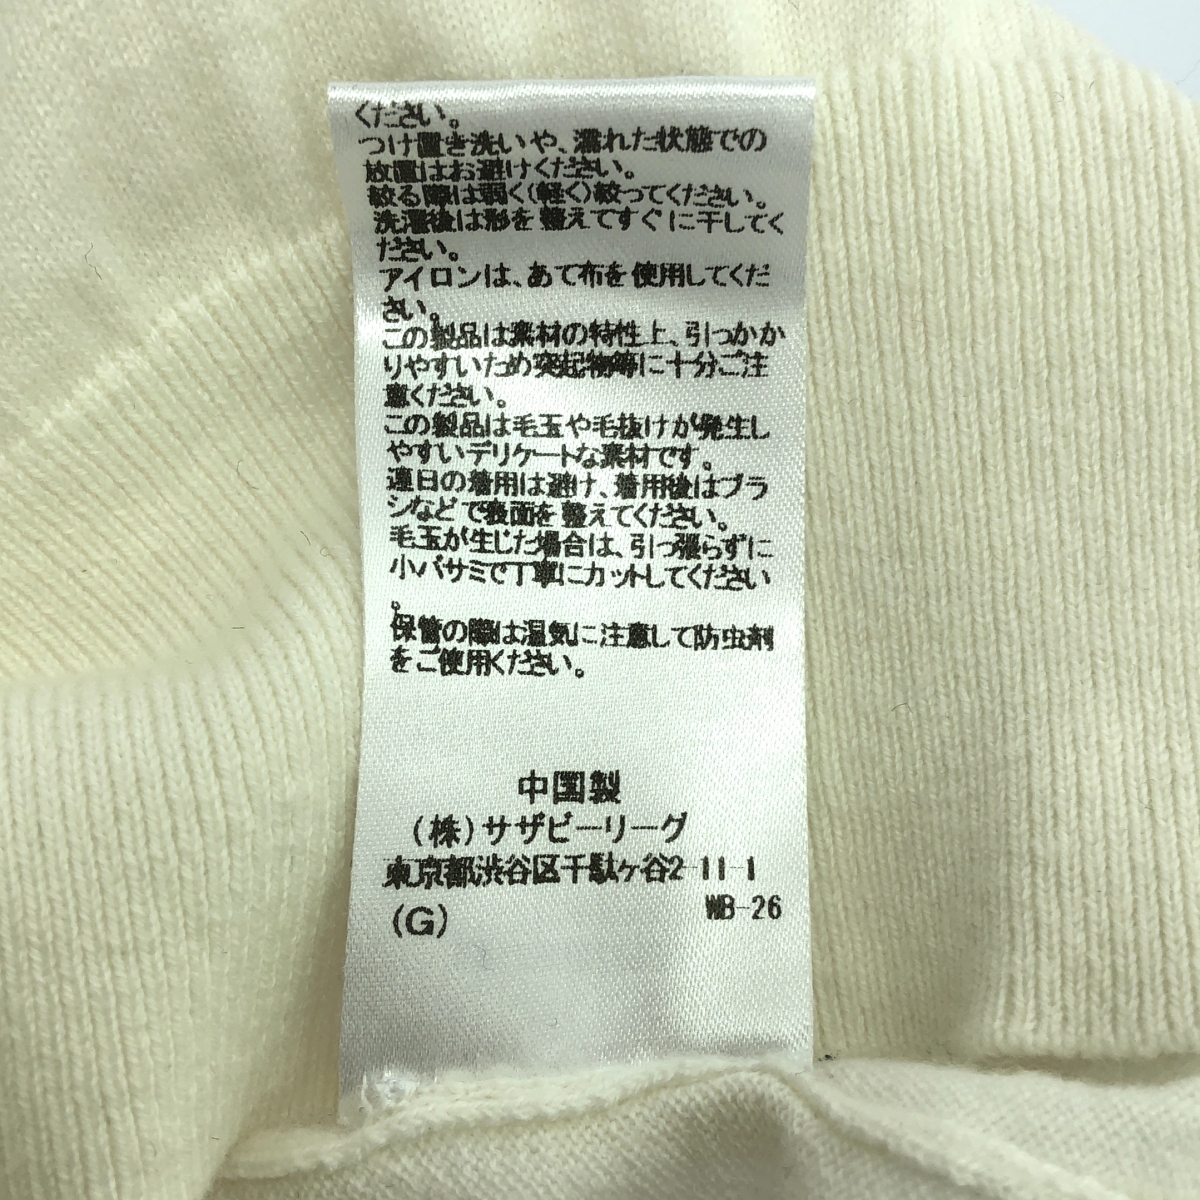 ください。
つけ置き洗いや、濡れた状態での
放置はお避けください。
絞る際は弱く(軽く)絞ってください。
洗濯後は形を整えてすぐに干してく
ださい。
アイロンは、あて布を使用してくだ
さい。
この製品は素材の特性上、引っかか
りやすいため突起物等に十分ご注
意ください。
この製品は毛玉や毛抜けが発生し
やすいデリケートな素材です。
連日の着用は避け、着用後はブラ
シなどで表面を整えてください。
毛玉が生じた場合は、引っ張らずに
小バサミで丁寧にカットしてください
。
保管の際は湿気に注意して防虫剤
をご使用ください。
中国製
(株)サザビーリーグ
東京都渋谷区千駄ヶ谷2-11-1
(G) WB-26